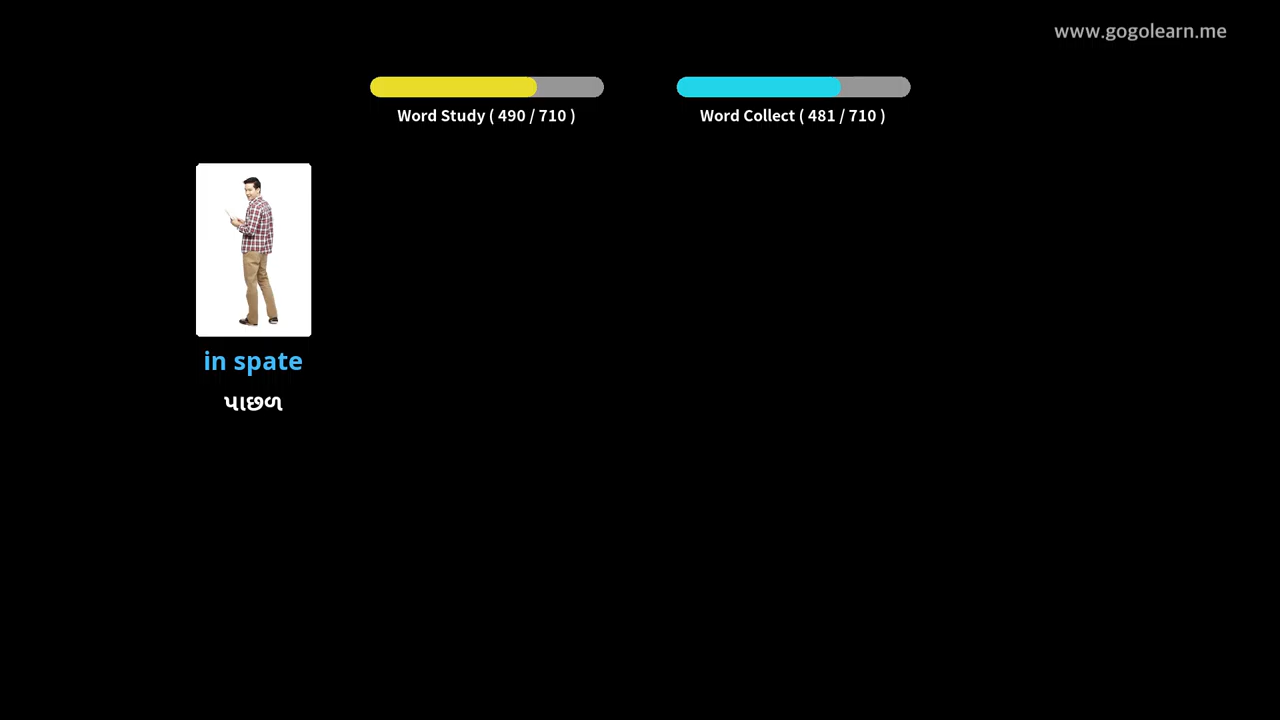 www.gogolearn.me
Word Study ( 490 / 710 )
Word Collect ( 481 / 710 )
in spate
પાછળ